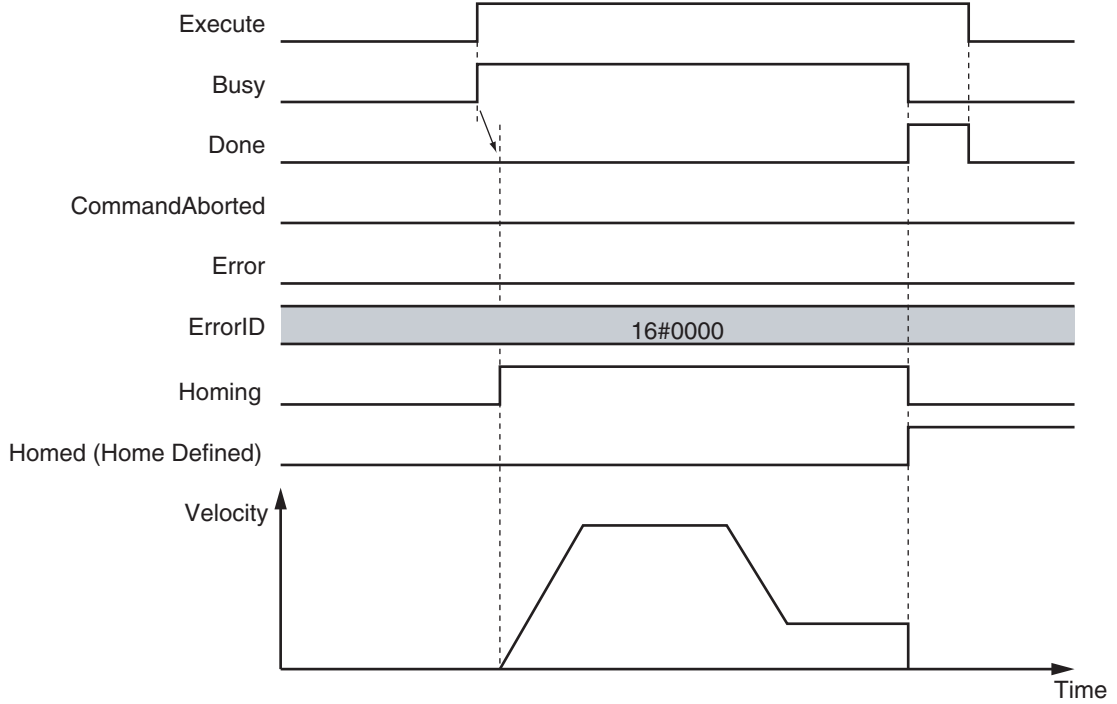 Execute
Busy
Done
CommandAborted
Error
ErrorID
16#0000
Homing
Homed (Home Defined)
Velocity
Time